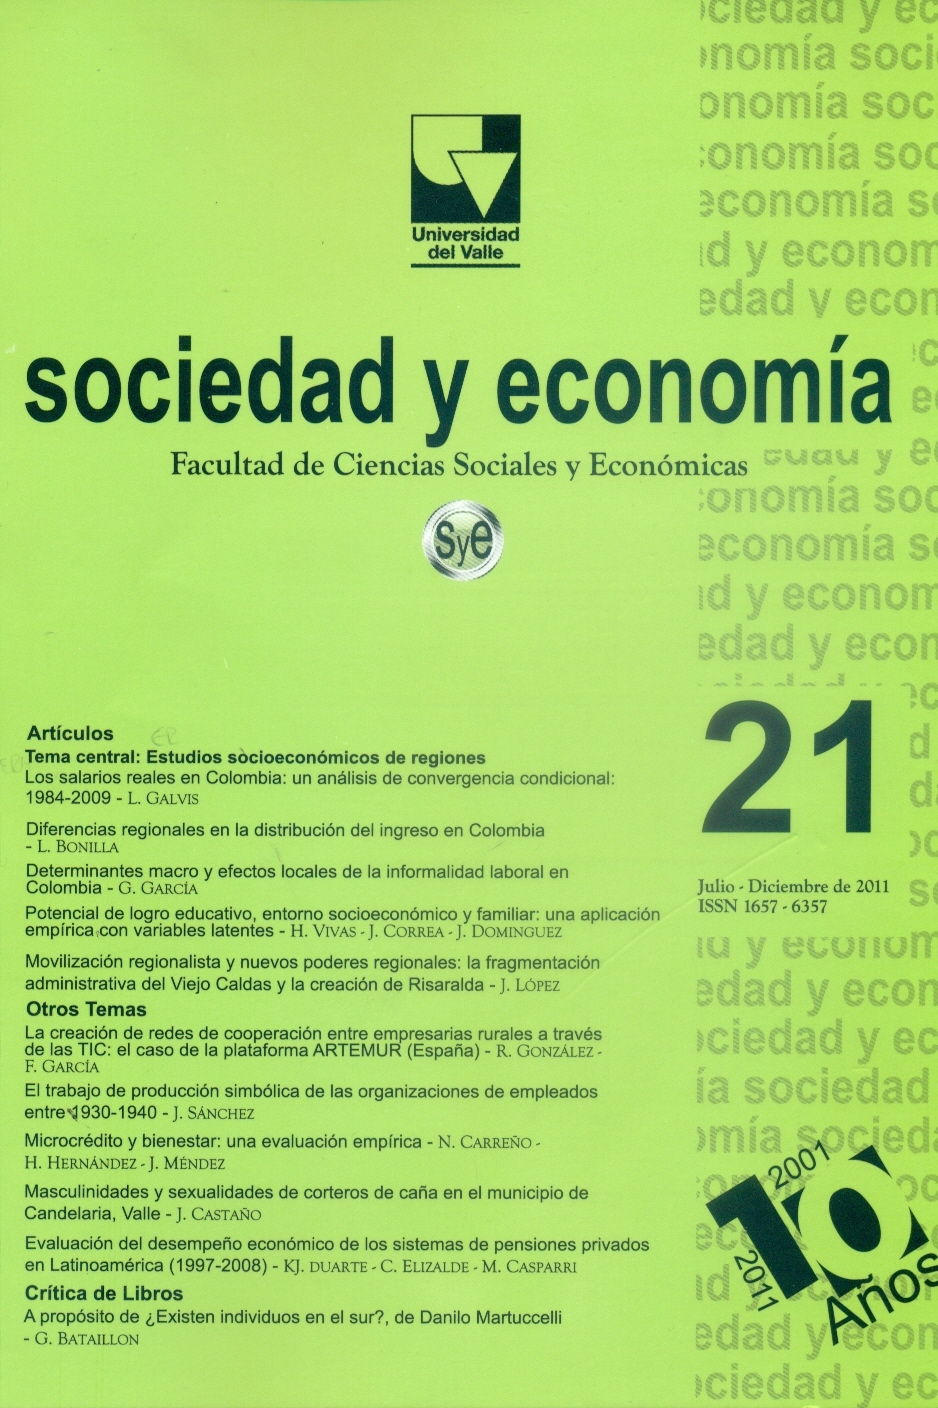 Universidad
del Valle
sociedad y economía
Facultad de Ciencias Sociales y Económicas
SyE
21
Julio - Diciembre de 2011
ISSN 1657 - 6357
Artículos
Tema central: Estudios socioeconómicos de regiones
Los salarios reales en Colombia: un análisis de convergencia condicional:
1984-2009 - L. GALVIS
Diferencias regionales en la distribución del ingreso en Colombia
- L. BONILLA
Determinantes macro y efectos locales de la informalidad laboral en
Colombia - G. GARCÍA
Potencial de logro educativo, entorno socioeconómico y familiar: una aplicación
empírica con variables latentes - H. VIVAS - J. CORREA - J. DOMINGUEZ
Movilización regionalista y nuevos poderes regionales: la fragmentación
administrativa del Viejo Caldas y la creación de Risaralda - J. LÓPEZ
Otros Temas
La creación de redes de cooperación entre empresarias rurales a través
de las TIC: el caso de la plataforma ARTEMUR (España) - R. GONZÁLEZ -
F. GARCÍA
El trabajo de producción simbólica de las organizaciones de empleados
entre 1930-1940 - J. SÁNCHEZ
Microcrédito y bienestar: una evaluación empírica - N. CARREÑO -
H. HERNÁNDEZ - J. MÉNDEZ
Masculinidades y sexualidades de corteros de caña en el municipio de
Candelaria, Valle - J. CASTAÑO
Evaluación del desempeño económico de los sistemas de pensiones privados
en Latinoamérica (1997-2008) - KJ. DUARTE - C. ELIZALDE - M. CASPARRI
Crítica de Libros
A propósito de ¿Existen individuos en el sur?, de Danilo Martuccelli
- G. BATAILLON
2001
10
2011
Años